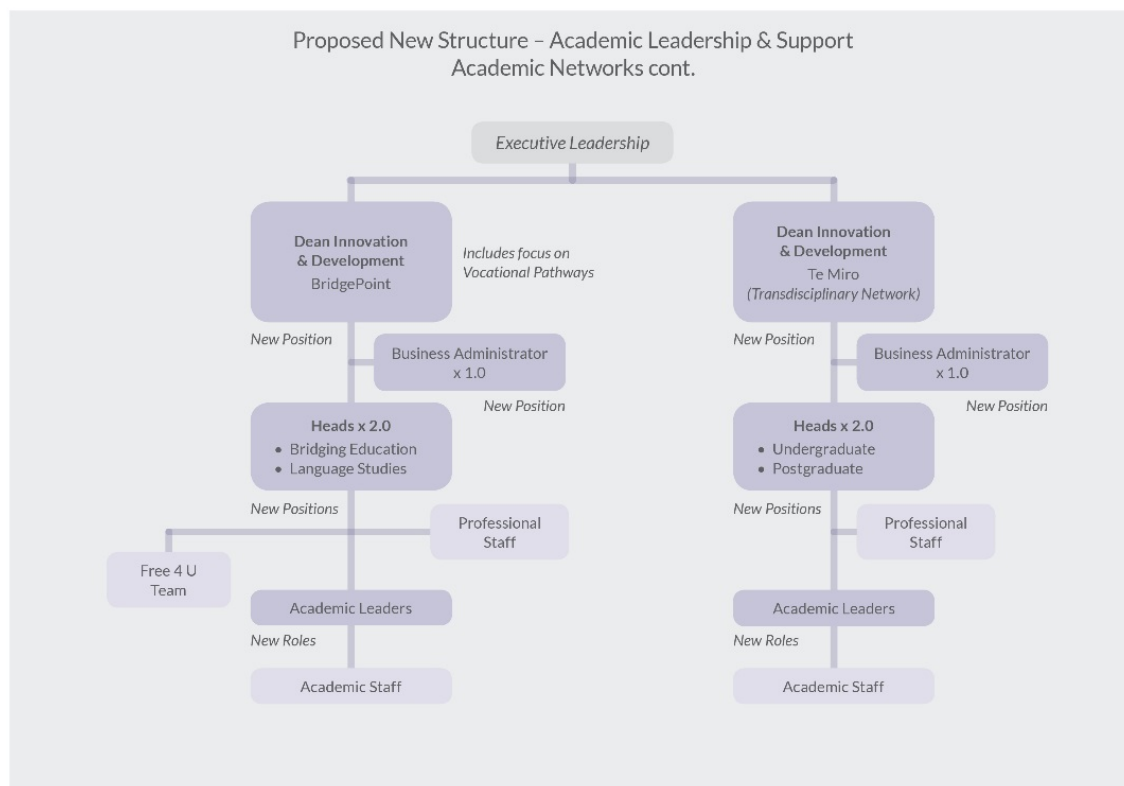 Proposed New Structure – Academic Leadership & Support
Academic Networks cont.
Executive Leadership
Dean Innovation
& Development
BridgePoint
Includes focus on
Vocational Pathways
New Position
Business Administrator
x 1.0
New Position
Heads x 2.0
• Bridging Education
• Language Studies
New Positions
Professional
Staff
Free 4 U
Team
Academic Leaders
New Roles
Academic Staff
Dean Innovation
& Development
Te Miro
(Transdisciplinary Network)
New Position
Business Administrator
x 1.0
New Position
Heads x 2.0
• Undergraduate
• Postgraduate
New Positions
Professional
Staff
Academic Leaders
New Roles
Academic Staff